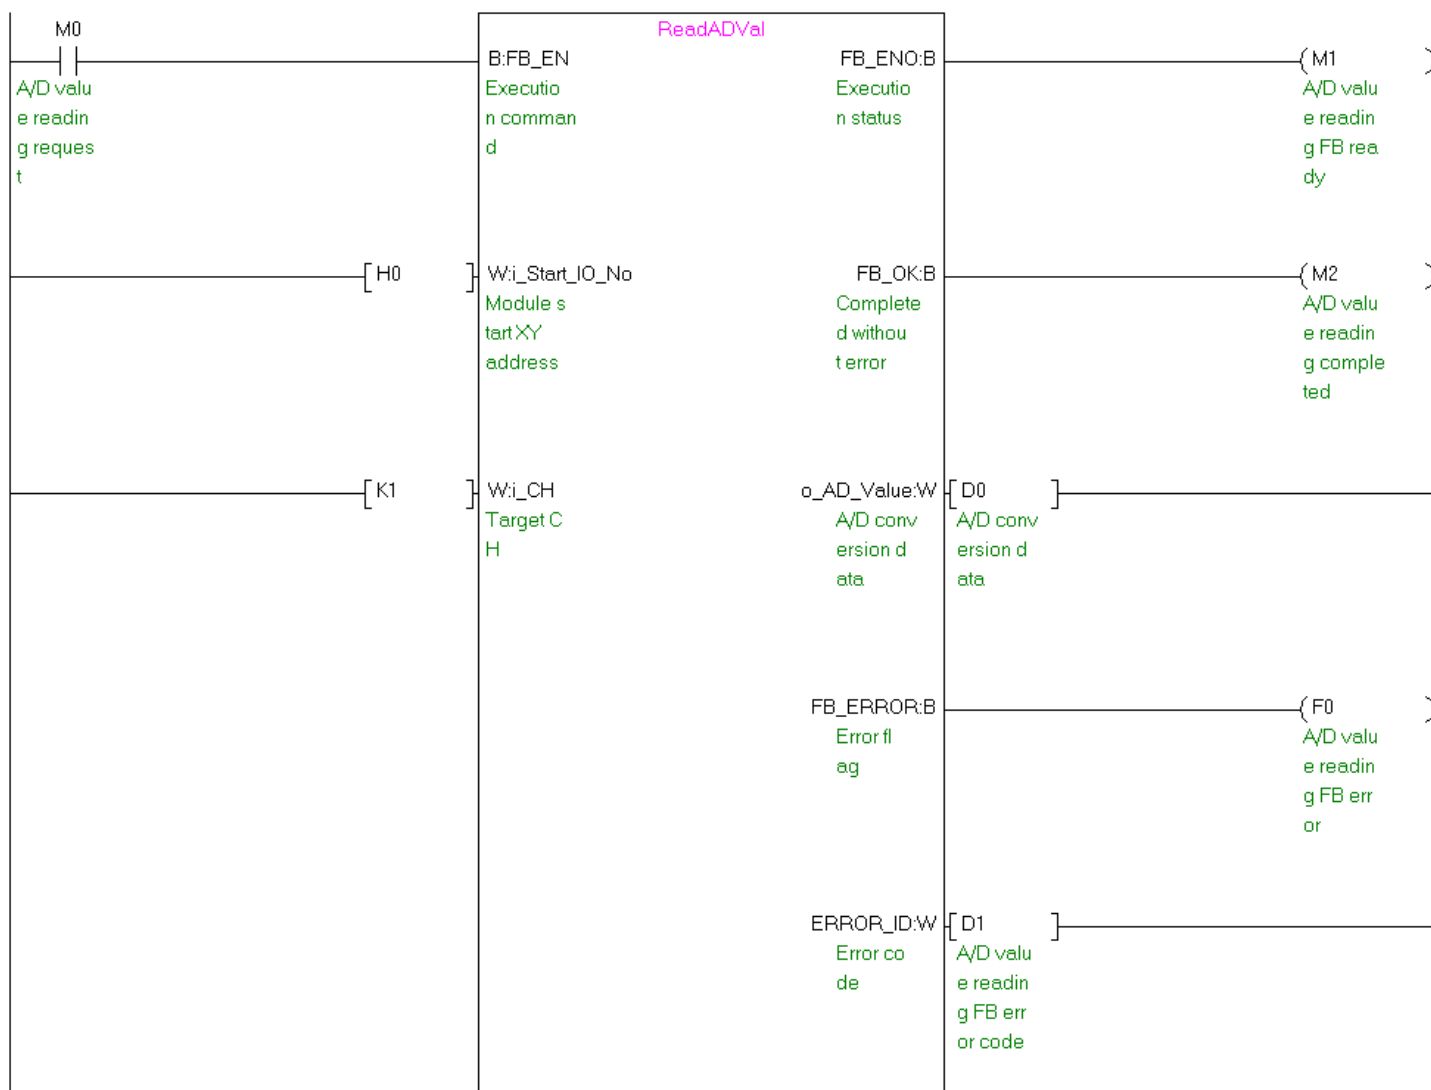 M0
ReadADVal
B:FB_EN
FB_ENO:B
M1
A/D valu
e readin
g reques
t
Executio
n comman
d
Executio
n status
A/D valu
e readin
g FB rea
dy
H0
W:i_Start_IO_No
FB_OK:B
M2
Module s
tart XY
address
Complete
d withou
t error
A/D valu
e readin
g comple
ted
K1
W:i_CH
o_AD_Value:W
D0
Target C
H
A/D conv
ersion d
ata
A/D conv
ersion d
ata
FB_ERROR:B
F0
Error fl
ag
A/D valu
e readin
g FB err
or
ERROR_ID:W
D1
Error co
de
A/D valu
e readin
g FB err
or code